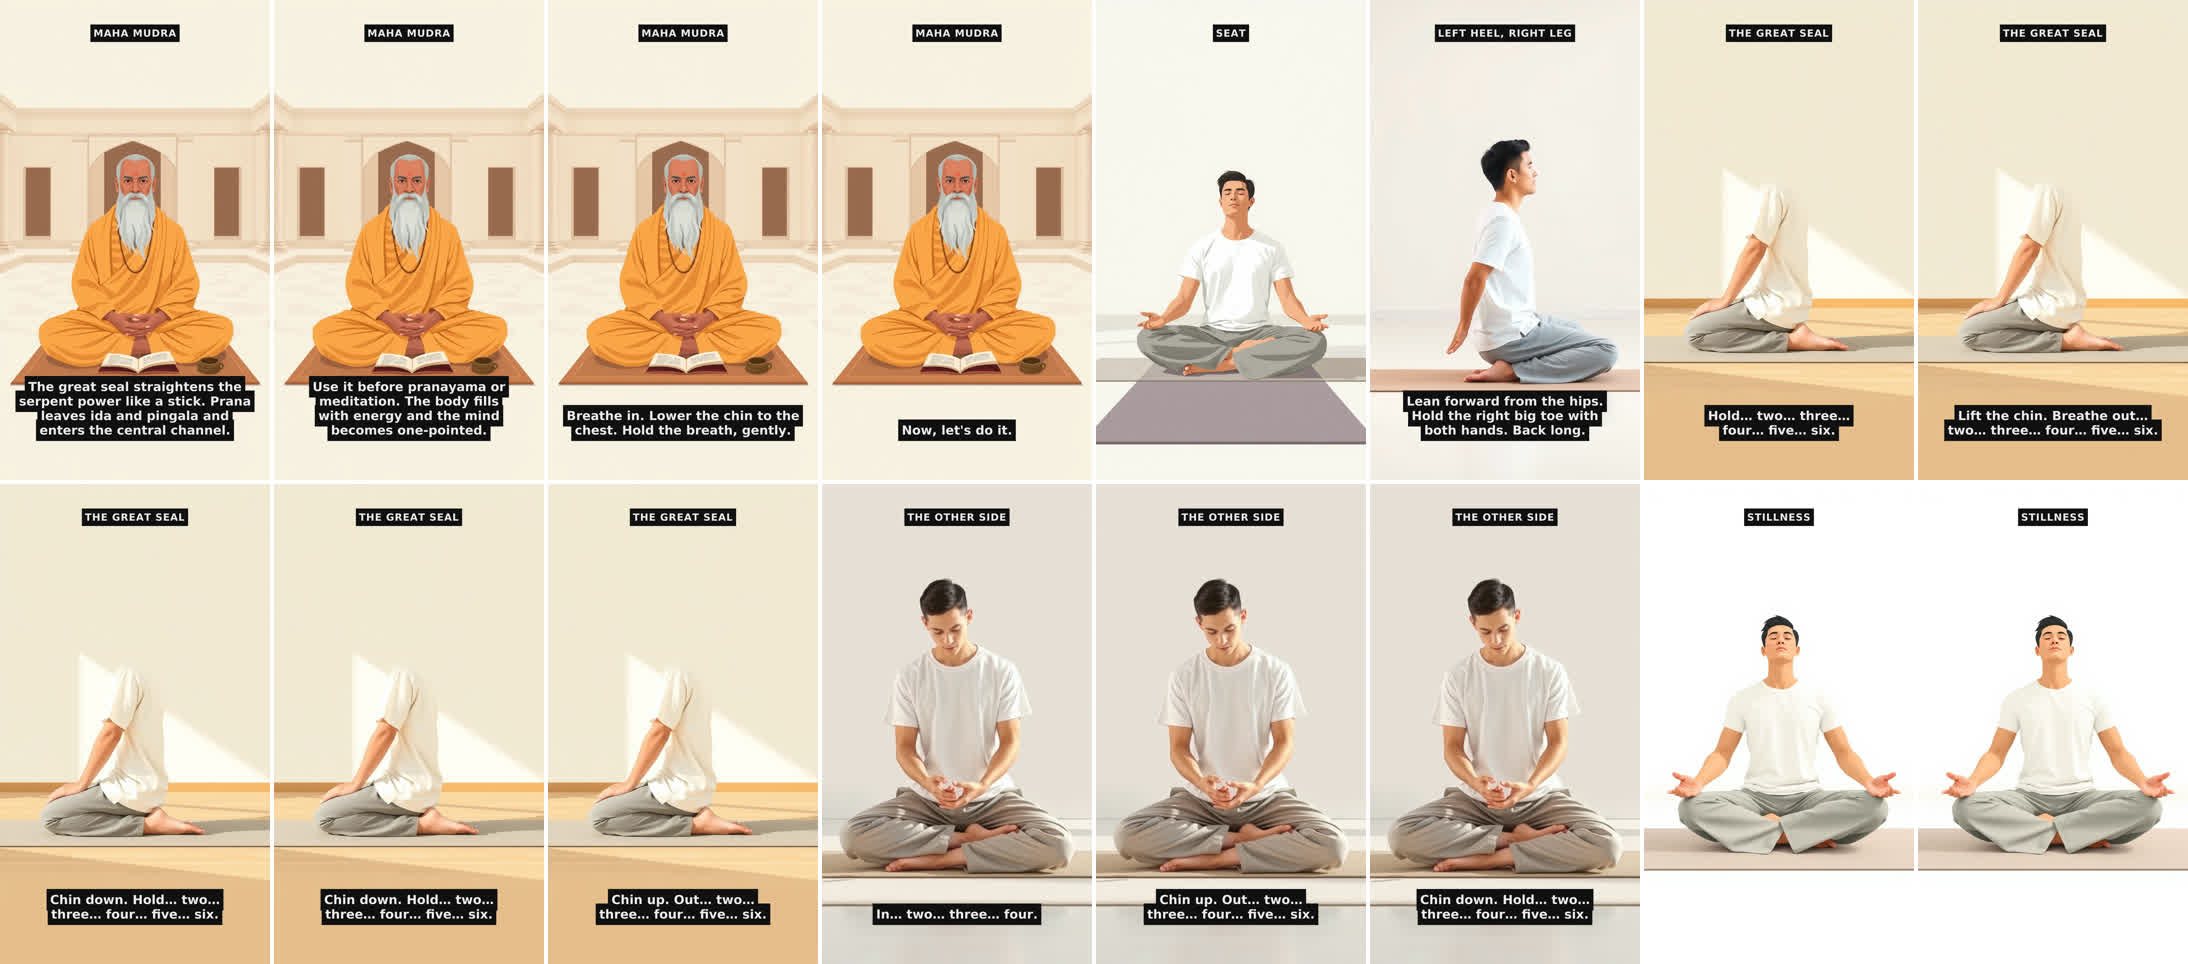 MAHA MUDRA
The great seal straightens the
serpent power like a stick. Prana
leaves ida and pingala and
enters the central channel.
MAHA MUDRA
Use it before pranayama or
meditation. The body fills
with energy and the mind
becomes one-pointed.
MAHA MUDRA
Breathe in. Lower the chin to the
chest. Hold the breath, gently.
MAHA MUDRA
Now, let's do it.
SEAT
LEFT HEEL, RIGHT LEG
Lean forward from the hips.
Hold the right big toe with
both hands. Back long.
THE GREAT SEAL
Hold... two... three...
four... five... six.
THE GREAT SEAL
Lift the chin. Breathe out...
two... three... four... five... six.
THE GREAT SEAL
Chin down. Hold... two...
three... four... five... six.
THE GREAT SEAL
Chin down. Hold... two...
three... four... five... six.
THE GREAT SEAL
Chin up. Out... two...
three... four... five... six.
THE OTHER SIDE
In... two... three... four.
THE OTHER SIDE
Chin up. Out... two...
three... four... five... six.
THE OTHER SIDE
Chin down. Hold... two...
three... four... five... six.
STILLNESS
STILLNESS